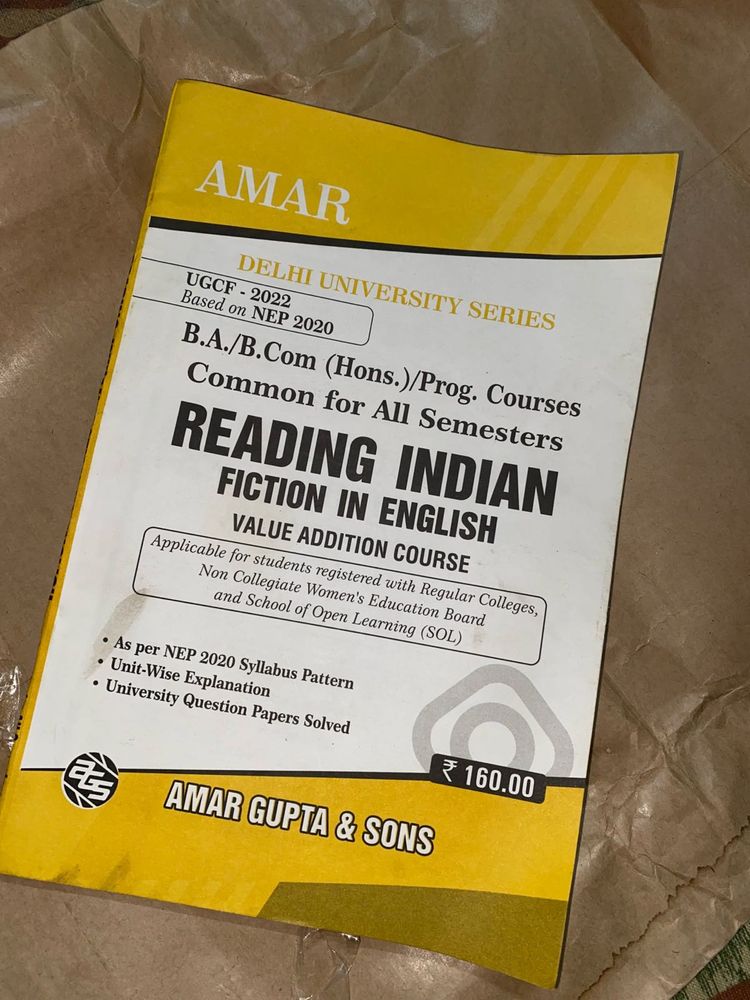 AMAR
DELHI UNIVERSITY SERIES
UGCF - 2022
Based on NEP 2020
B.A./B.Com (Hons.)/Prog. Courses
Common for All Semesters
READING INDIAN
FICTION IN ENGLISH
VALUE ADDITION COURSE
Applicable for students registered with Regular Colleges,
Non Collegiate Women's Education Board
and School of Open Learning (SOL)
• As per NEP 2020 Syllabus Pattern
• Unit-Wise Explanation
• University Question Papers Solved
₹ 160.00
ags
AMAR GUPTA & SONS